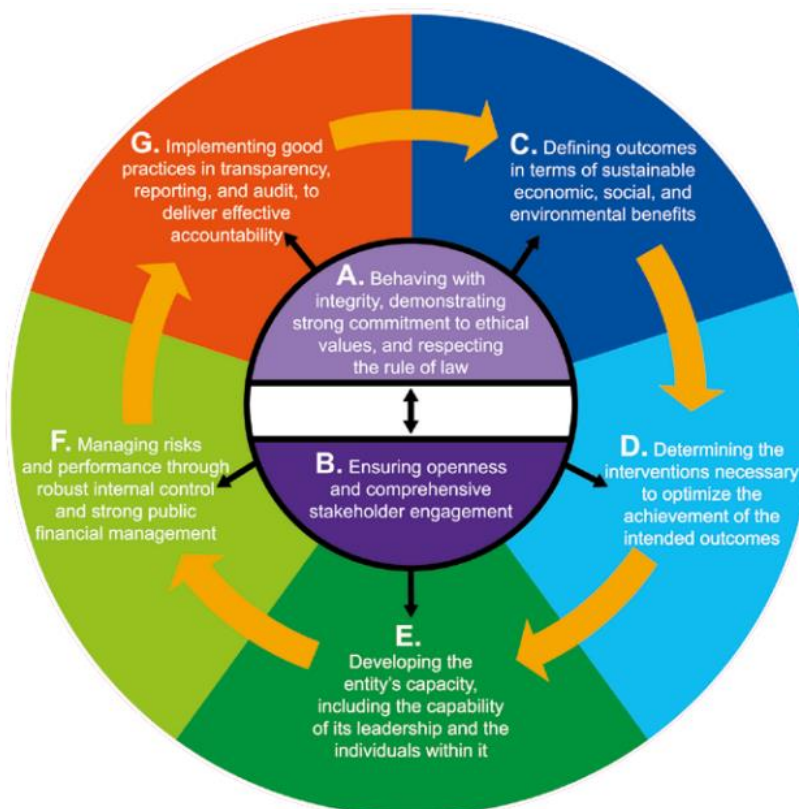 A. Behaving with
integrity, demonstrating
strong commitment to ethical
values, and respecting
the rule of law
B. Ensuring openness
and comprehensive
stakeholder engagement
C. Defining outcomes
in terms of sustainable
economic, social, and
environmental benefits
D. Determining the
interventions necessary
to optimize the
achievement of the
intended outcomes
E.
Developing the
entity's capacity,
including the capability
of its leadership and the
individuals within it
F. Managing risks
and performance through
robust internal control
and strong public
financial management
G. Implementing good
practices in transparency,
reporting, and audit, to
deliver effective
accountability